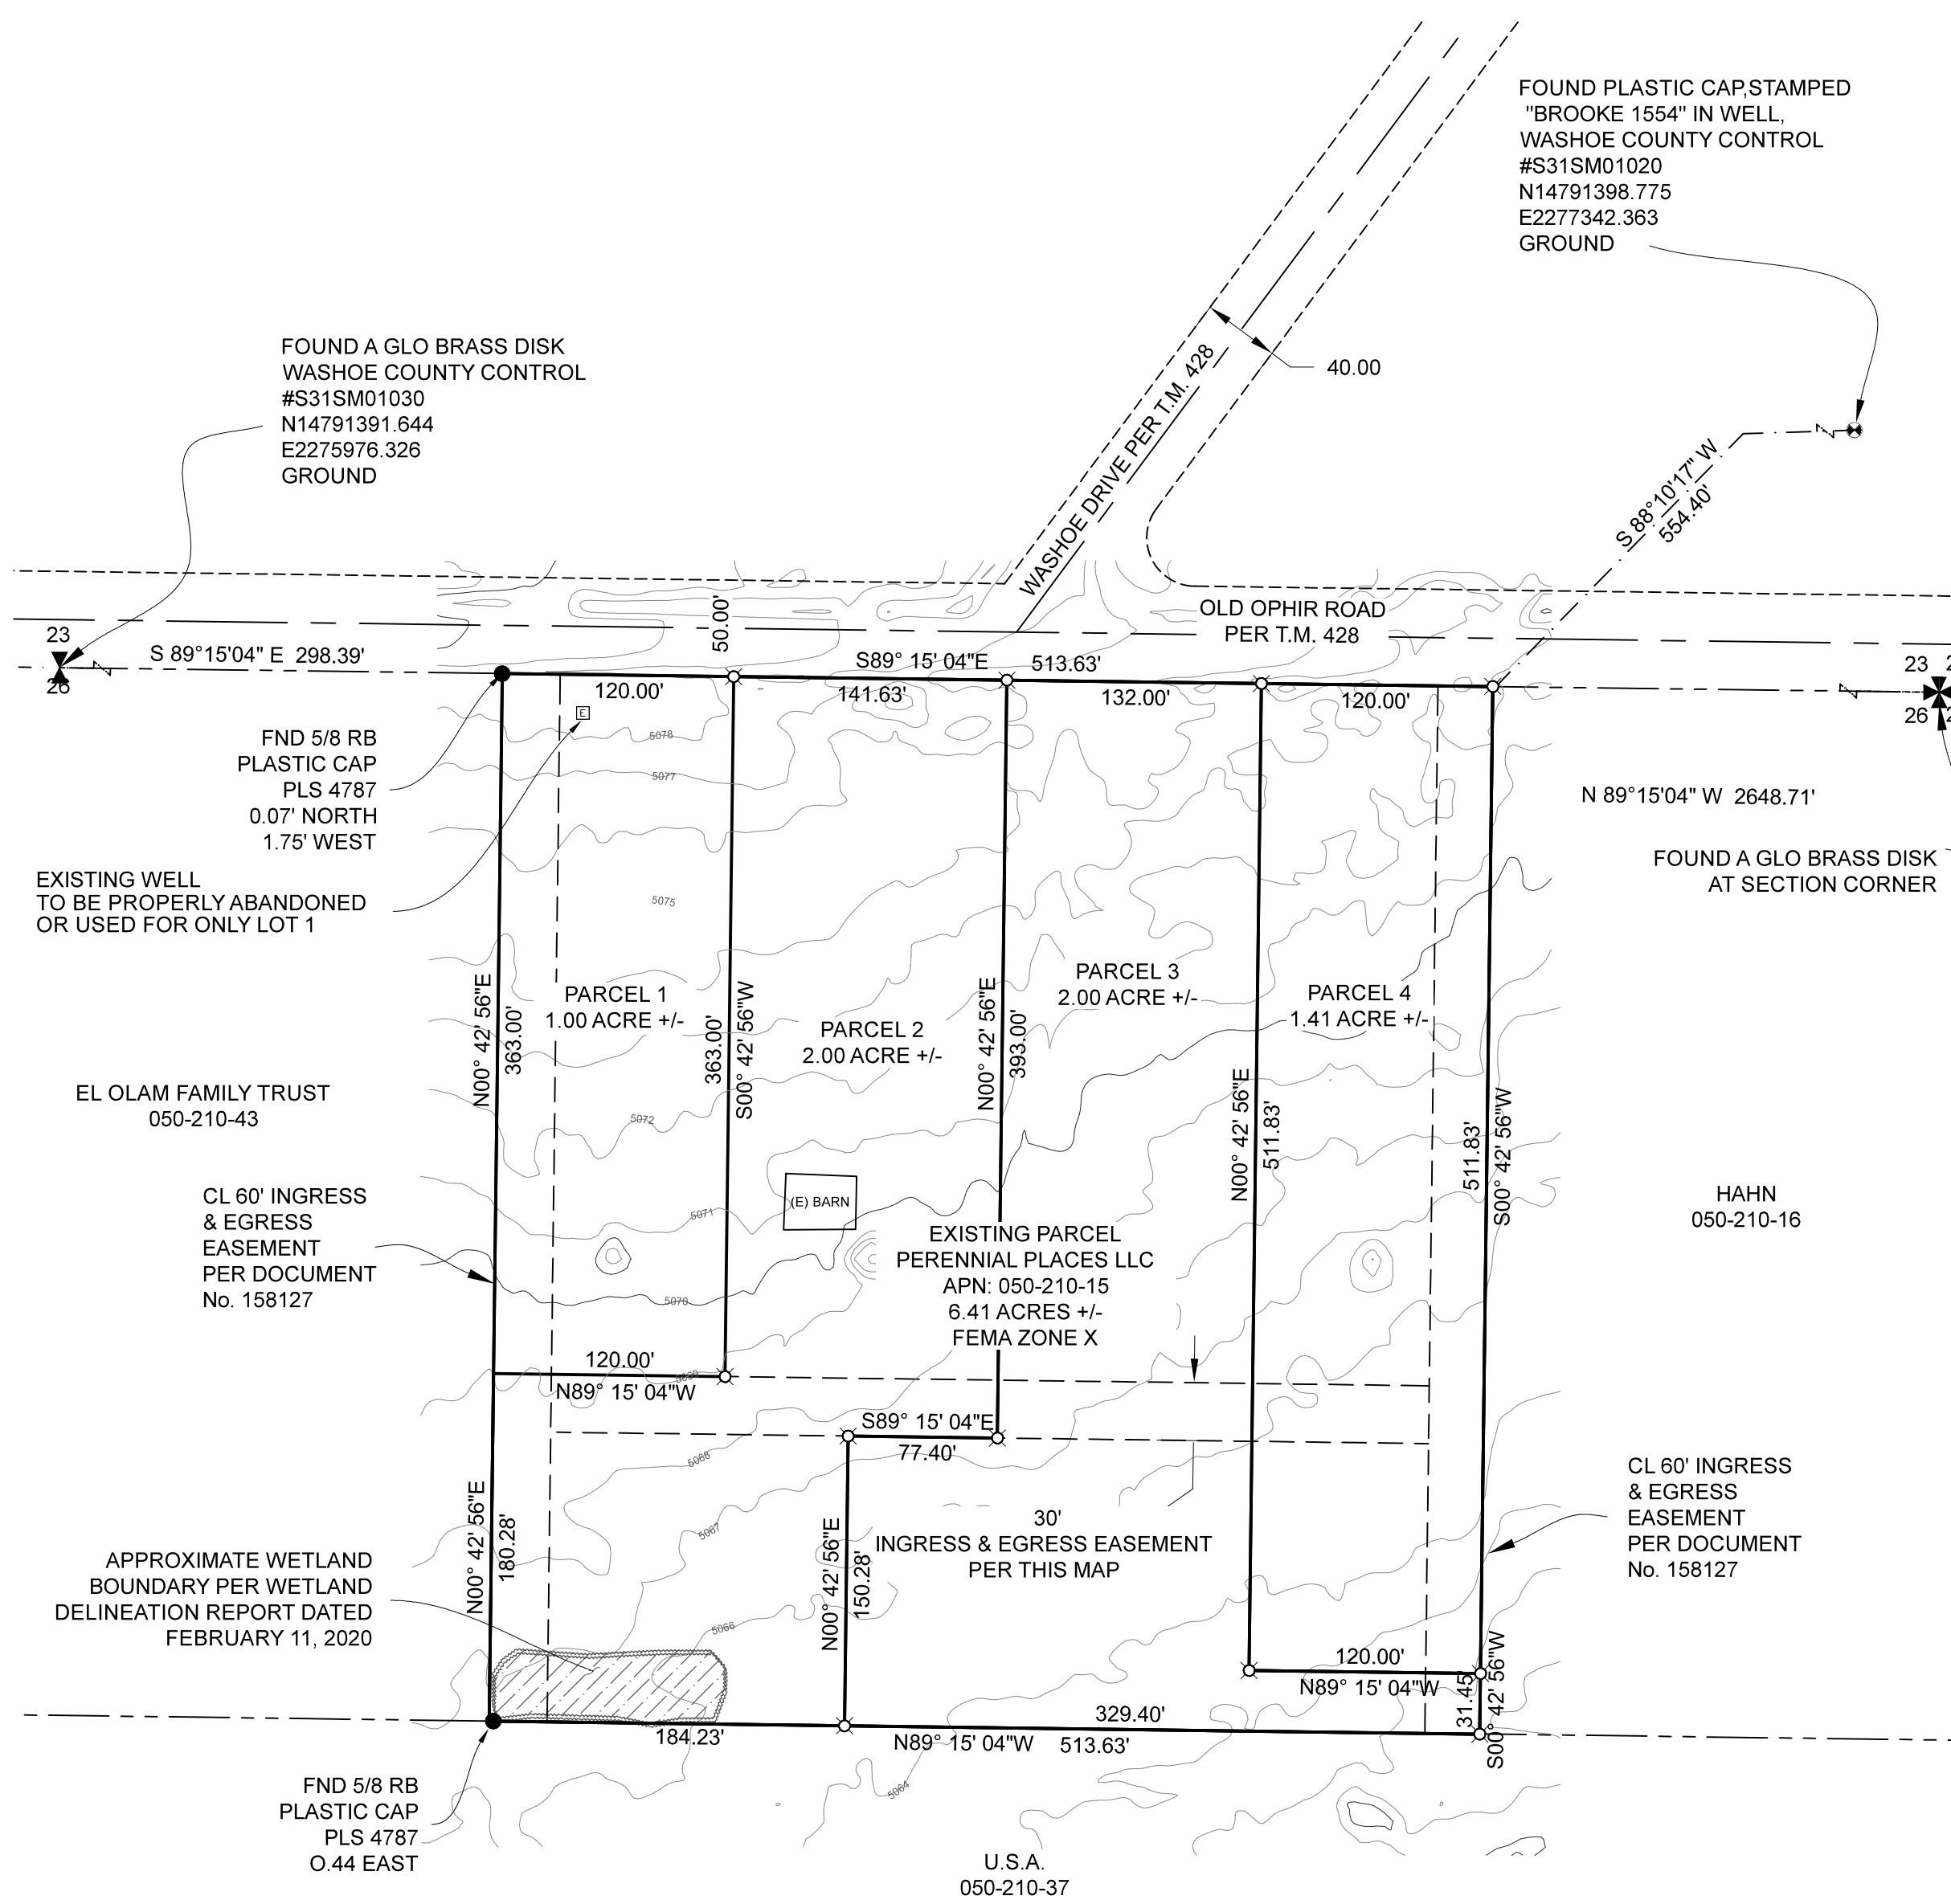 FOUND PLASTIC CAP,STAMPED
"BROOKE 1554" IN WELL,
WASHOE COUNTY CONTROL
#S31SM01020
N14791398.775
E2277342.363
GROUND
40.00
WASHOE DRIVE PER T.M. 428
FOUND A GLO BRASS DISK
WASHOE COUNTY CONTROL
#S31SM01030
N14791391.644
E2275976.326
GROUND
S 88°10'17" W
554.40'
OLD OPHIR ROAD
PER T.M. 428
50.00'
23
26
S 89°15'04" E 298.39'
S89° 15' 04"E 513.63'
120.00'
141.63'
132.00'
120.00'
23
2
26
2
E
5078
5077
5075
5072
5071
5070
5069
5068
5067
5066
5064
FND 5/8 RB
PLASTIC CAP
PLS 4787
0.07' NORTH
1.75' WEST
EXISTING WELL
TO BE PROPERLY ABANDONED
OR USED FOR ONLY LOT 1
N 89°15'04" W 2648.71'
FOUND A GLO BRASS DISK
AT SECTION CORNER
N00° 42' 56"E
363.00'
PARCEL 1
1.00 ACRE +/-
363.00'
S00° 42' 56"W
PARCEL 2
2.00 ACRE +/-
N00° 42' 56"E
393.00'
PARCEL 3
2.00 ACRE +/-
PARCEL 4
1.41 ACRE +/-
N00° 42' 56"E
511.83'
511.83'
S00° 42' 56"W
EL OLAM FAMILY TRUST
050-210-43
CL 60' INGRESS
& EGRESS
EASEMENT
PER DOCUMENT
No. 158127
(E) BARN
EXISTING PARCEL
PERENNIAL PLACES LLC
APN: 050-210-15
6.41 ACRES +/-
FEMA ZONE X
HAHN
050-210-16
120.00'
N89° 15' 04"W
S89° 15' 04"E
77.40'
N00° 42' 56"E
180.28'
N00° 42' 56"E
150.28'
30'
INGRESS & EGRESS EASEMENT
PER THIS MAP
CL 60' INGRESS
& EGRESS
EASEMENT
PER DOCUMENT
No. 158127
APPROXIMATE WETLAND
BOUNDARY PER WETLAND
DELINEATION REPORT DATED
FEBRUARY 11, 2020
120.00'
N89° 15' 04"W
31.45'
S00° 42' 56"W
184.23'
329.40'
N89° 15' 04"W 513.63'
FND 5/8 RB
PLASTIC CAP
PLS 4787
O.44 EAST
U.S.A.
050-210-37